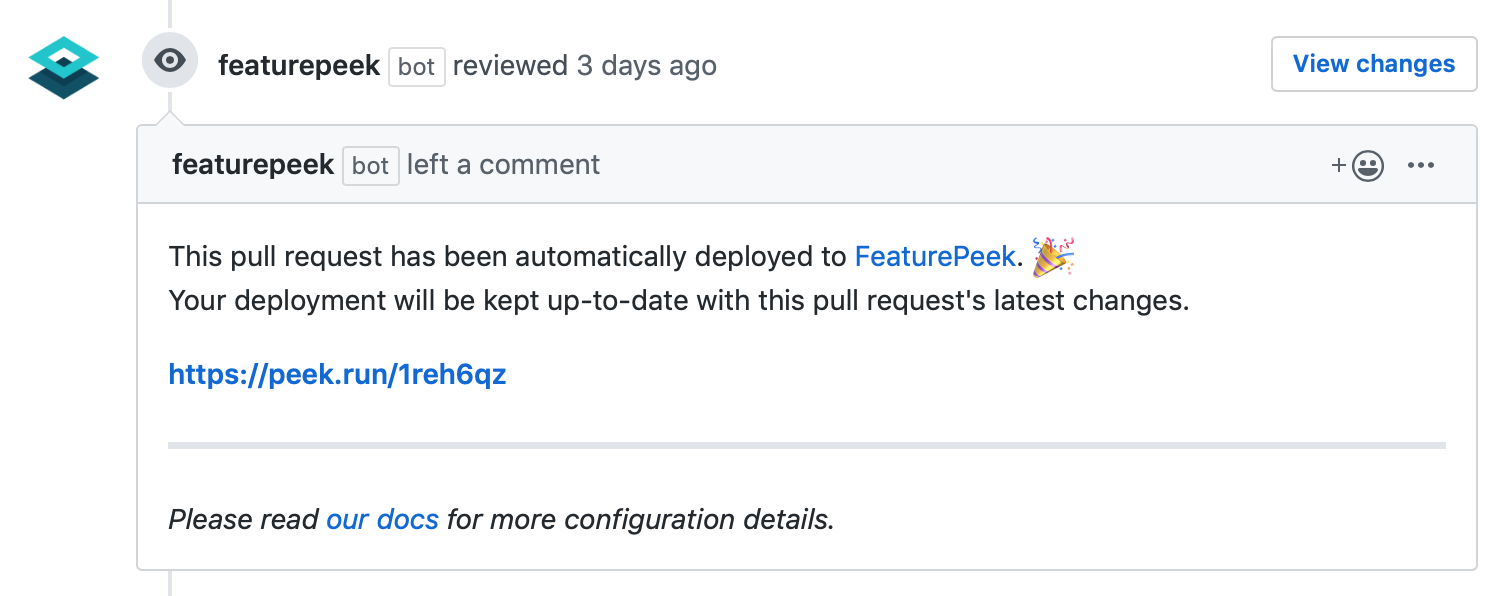 featurepeek bot reviewed 3 days ago
View changes
featurepeek bot left a comment
This pull request has been automatically deployed to FeaturePeek. 🎉
Your deployment will be kept up-to-date with this pull request's latest changes.
https://peek.run/1reh6qz
Please read our docs for more configuration details.